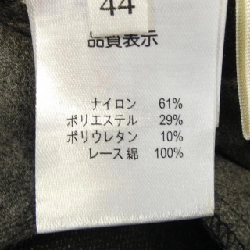 44
品質表示
ナイロン 61%
ポリエステル 29%
ポリウレタン 10%
レース 綿 100%